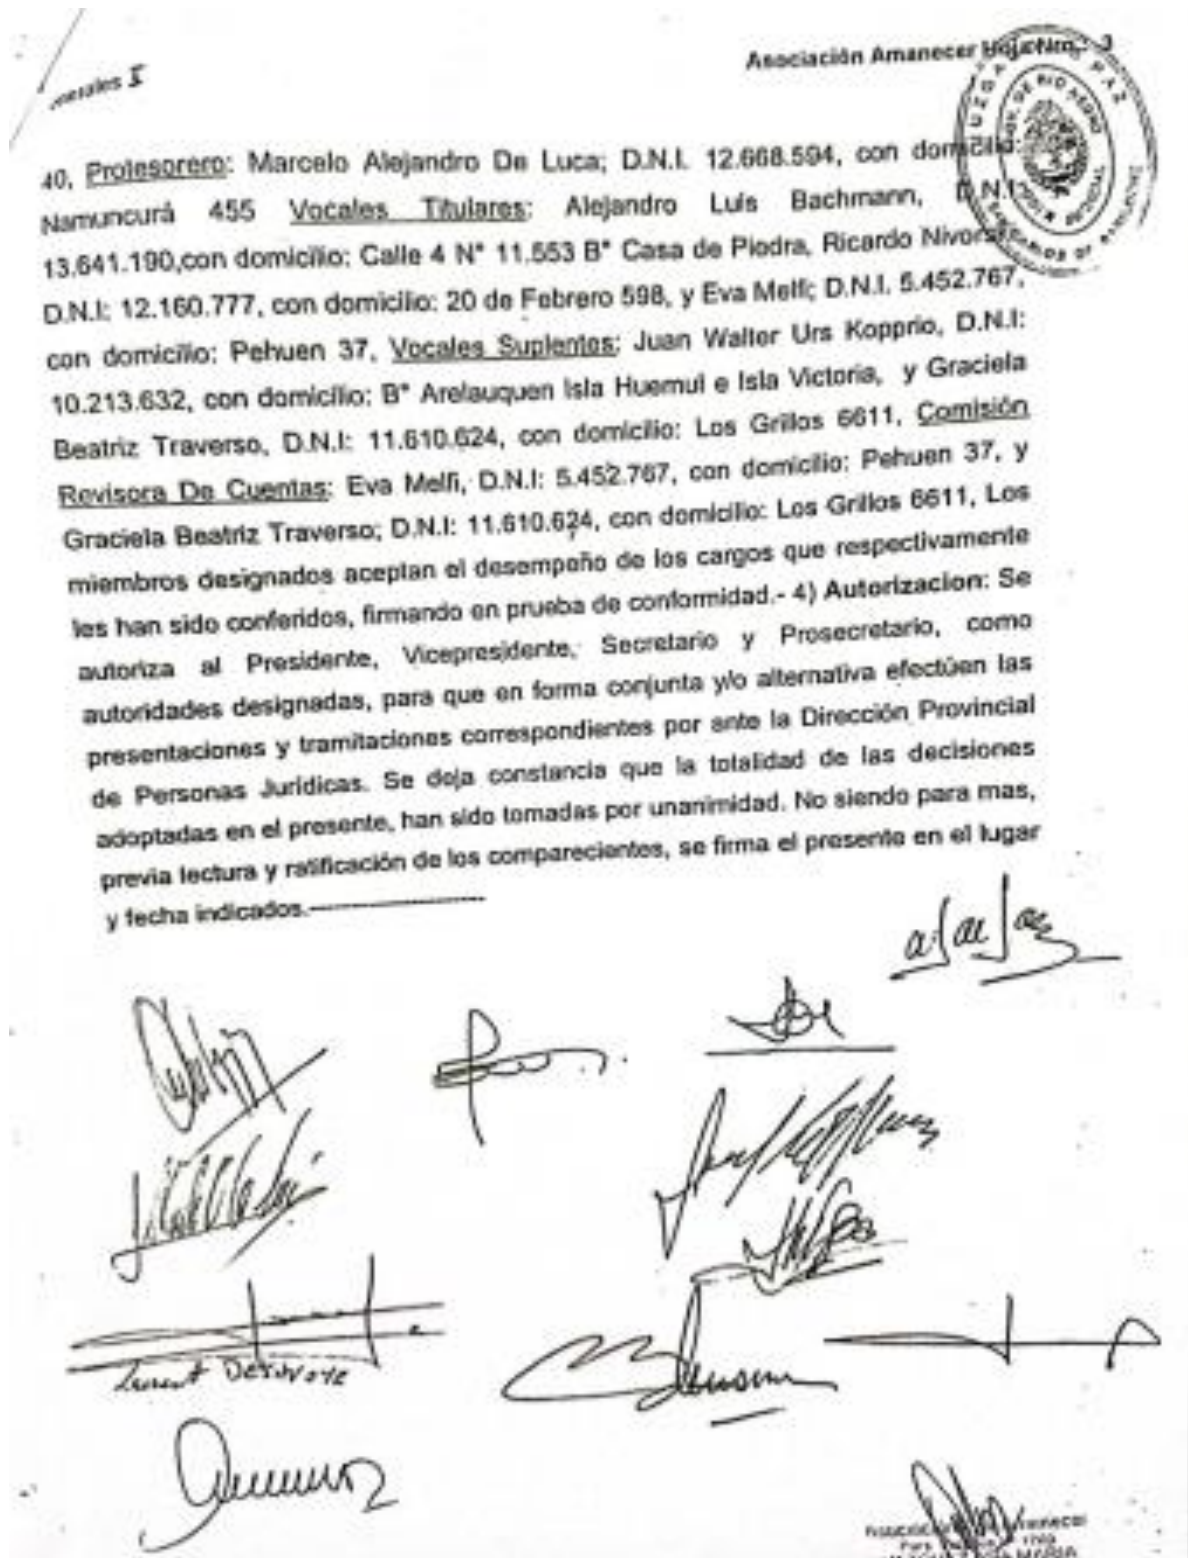 Asociación Amanecer Hoja Nro.: 3
40, Protesorero: Marcelo Alejandro De Luca; D.N.I. 12.668.594, con domicilio:
Namuncurá 455 Vocales Titulares: Alejandro Luis Bachmann, D.N.I:
13.641.190,con domicilio: Calle 4 N° 11.553 B° Casa de Piedra, Ricardo
D.N.I: 12.160.777, con domicilio: 20 de Febrero 598, y Eva Melfi; D.N.I. 5.452.767,
con domicilio: Pehuen 37, Vocales Suplentes: Juan Walter Urs Kopprio, D.N.I:
10.213.632, con domicilio: B° Arelauquen Isla Huemul e Isla Victoria, y Graciela
Beatriz Traverso, D.N.I: 11.610.624, con domicilio: Los Grillos 6611, Comisión
Revisora De Cuentas: Eva Melfi, D.N.I: 5.452.767, con domicilio: Pehuen 37, y
Graciela Beatriz Traverso; D.N.I: 11.610.624, con domicilio: Los Grillos 6611, Los
miembros designados aceptan el desempeño de los cargos que respectivamente
les han sido conferidos, firmando en prueba de conformidad.- 4) Autorizacion: Se
autoriza al Presidente, Vicepresidente, Secretario y Prosecretario, como
autoridades designadas, para que en forma conjunta y/o alternativa efectúen las
presentaciones y tramitaciones correspondientes por ante la Dirección Provincial
de Personas Jurídicas. Se deja constancia que la totalidad de las decisiones
adoptadas en el presente, han sido tomadas por unanimidad. No siendo para mas,
previa lectura y ratificación de los comparecientes, se firma el presente en el lugar
y fecha indicados.------------------